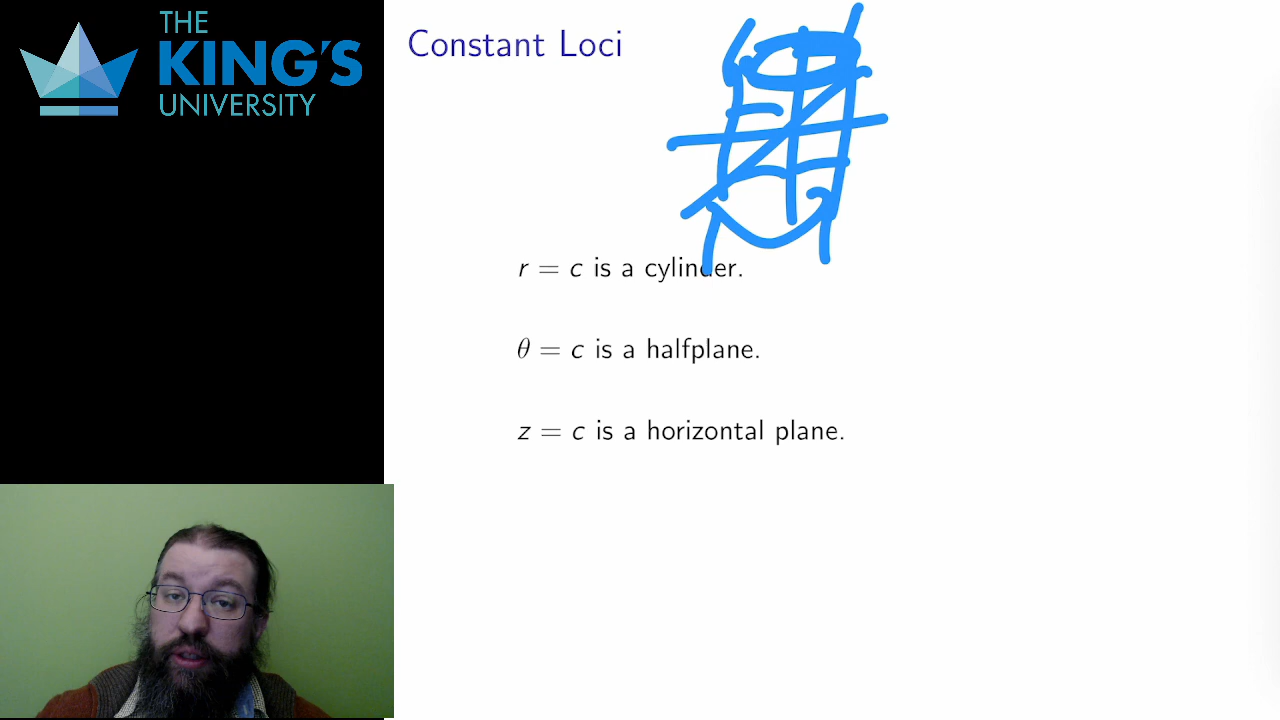 THE
KING'S
UNIVERSITY
Constant Loci
r = c is a cylinder.
θ = c is a halfplane.
z = c is a horizontal plane.